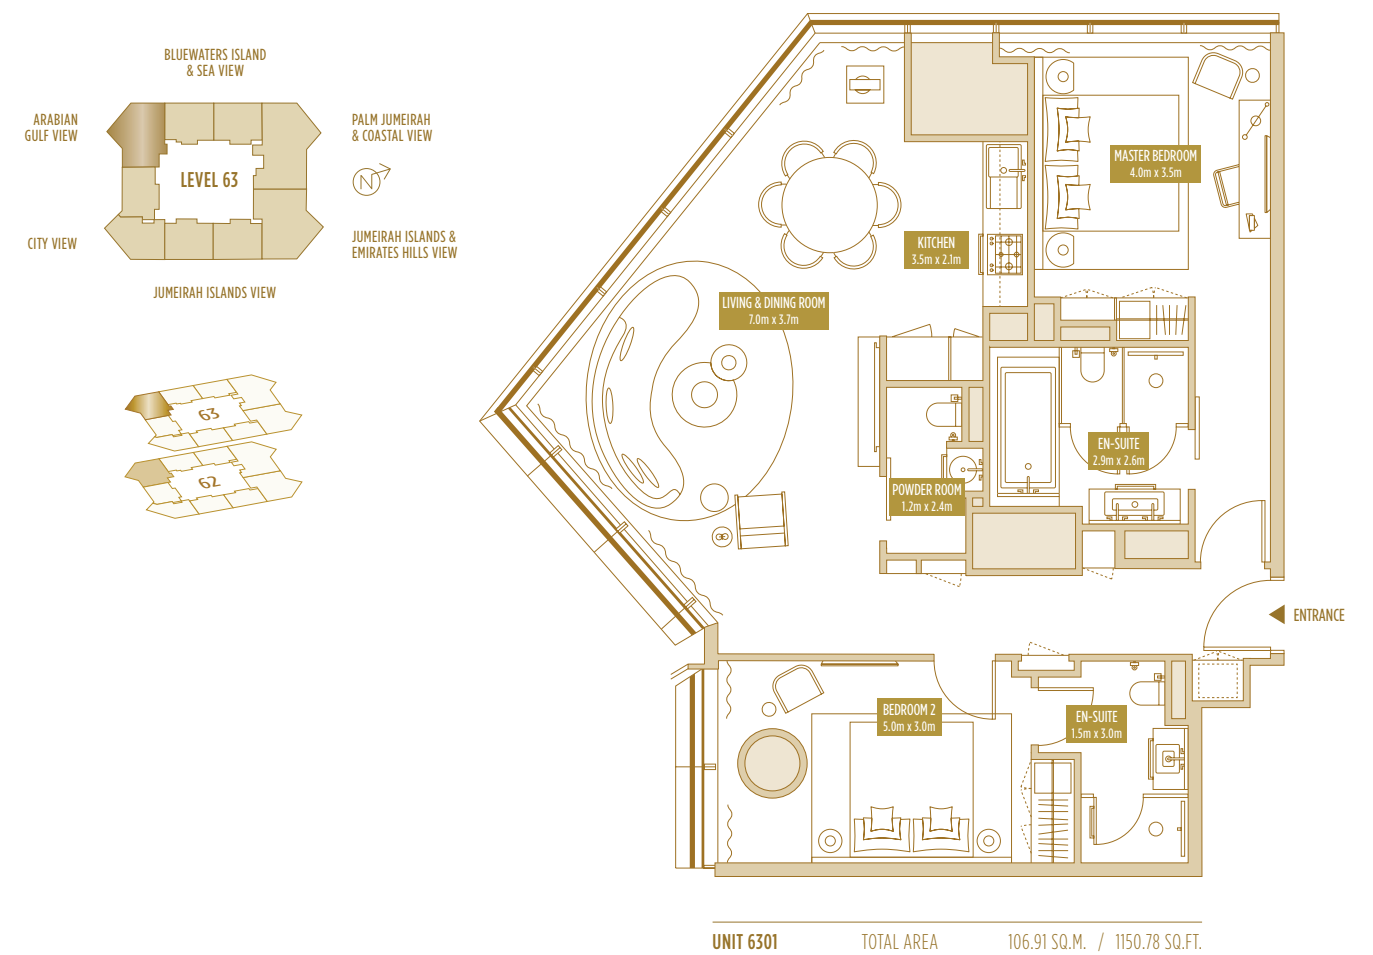 BLUEWATERS ISLAND
& SEA VIEW
ARABIAN
GULF VIEW
PALM JUMEIRAH
& COASTAL VIEW
LEVEL 63
N
CITY VIEW
JUMEIRAH ISLANDS &
EMIRATES HILLS VIEW
JUMEIRAH ISLANDS VIEW
63
62
MASTER BEDROOM
4.0m x 3.5m
KITCHEN
3.5m x 2.1m
LIVING & DINING ROOM
7.0m x 3.7m
EN-SUITE
2.9m x 2.6m
POWDER ROOM
1.2m x 2.4m
ENTRANCE
BEDROOM 2
5.0m x 3.0m
EN-SUITE
1.5m x 3.0m
UNIT 6301 TOTAL AREA 106.91 SQ.M. / 1150.78 SQ.FT.